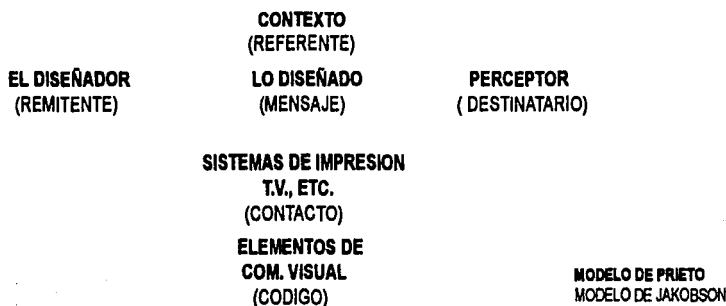 CONTEXTO
(REFERENTE)
EL DISEÑADOR LO DISEÑADO PERCEPTOR
(REMITENTE) (MENSAJE) ( DESTINATARIO)
SISTEMAS DE IMPRESION
T.V., ETC.
(CONTACTO)
ELEMENTOS DE
COM. VISUAL
(CODIGO)
MODELO DE PRIETO
MODELO DE JAKOBSON